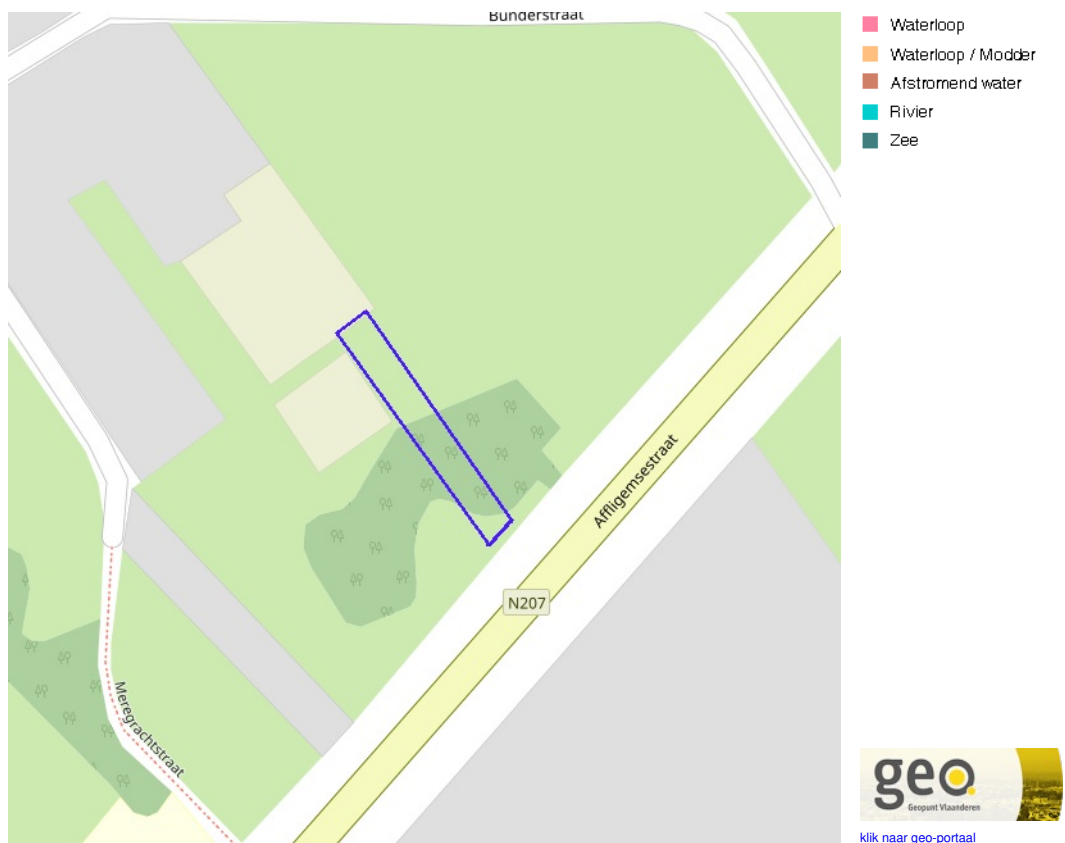 Bunderstraat
Waterloop
Waterloop / Modder
Afstromend water
Rivier
Zee
Affligemsestraat
N207
Meregrachtstraat
geo
Geopunt Vlaanderen
klik naar geo-portaal